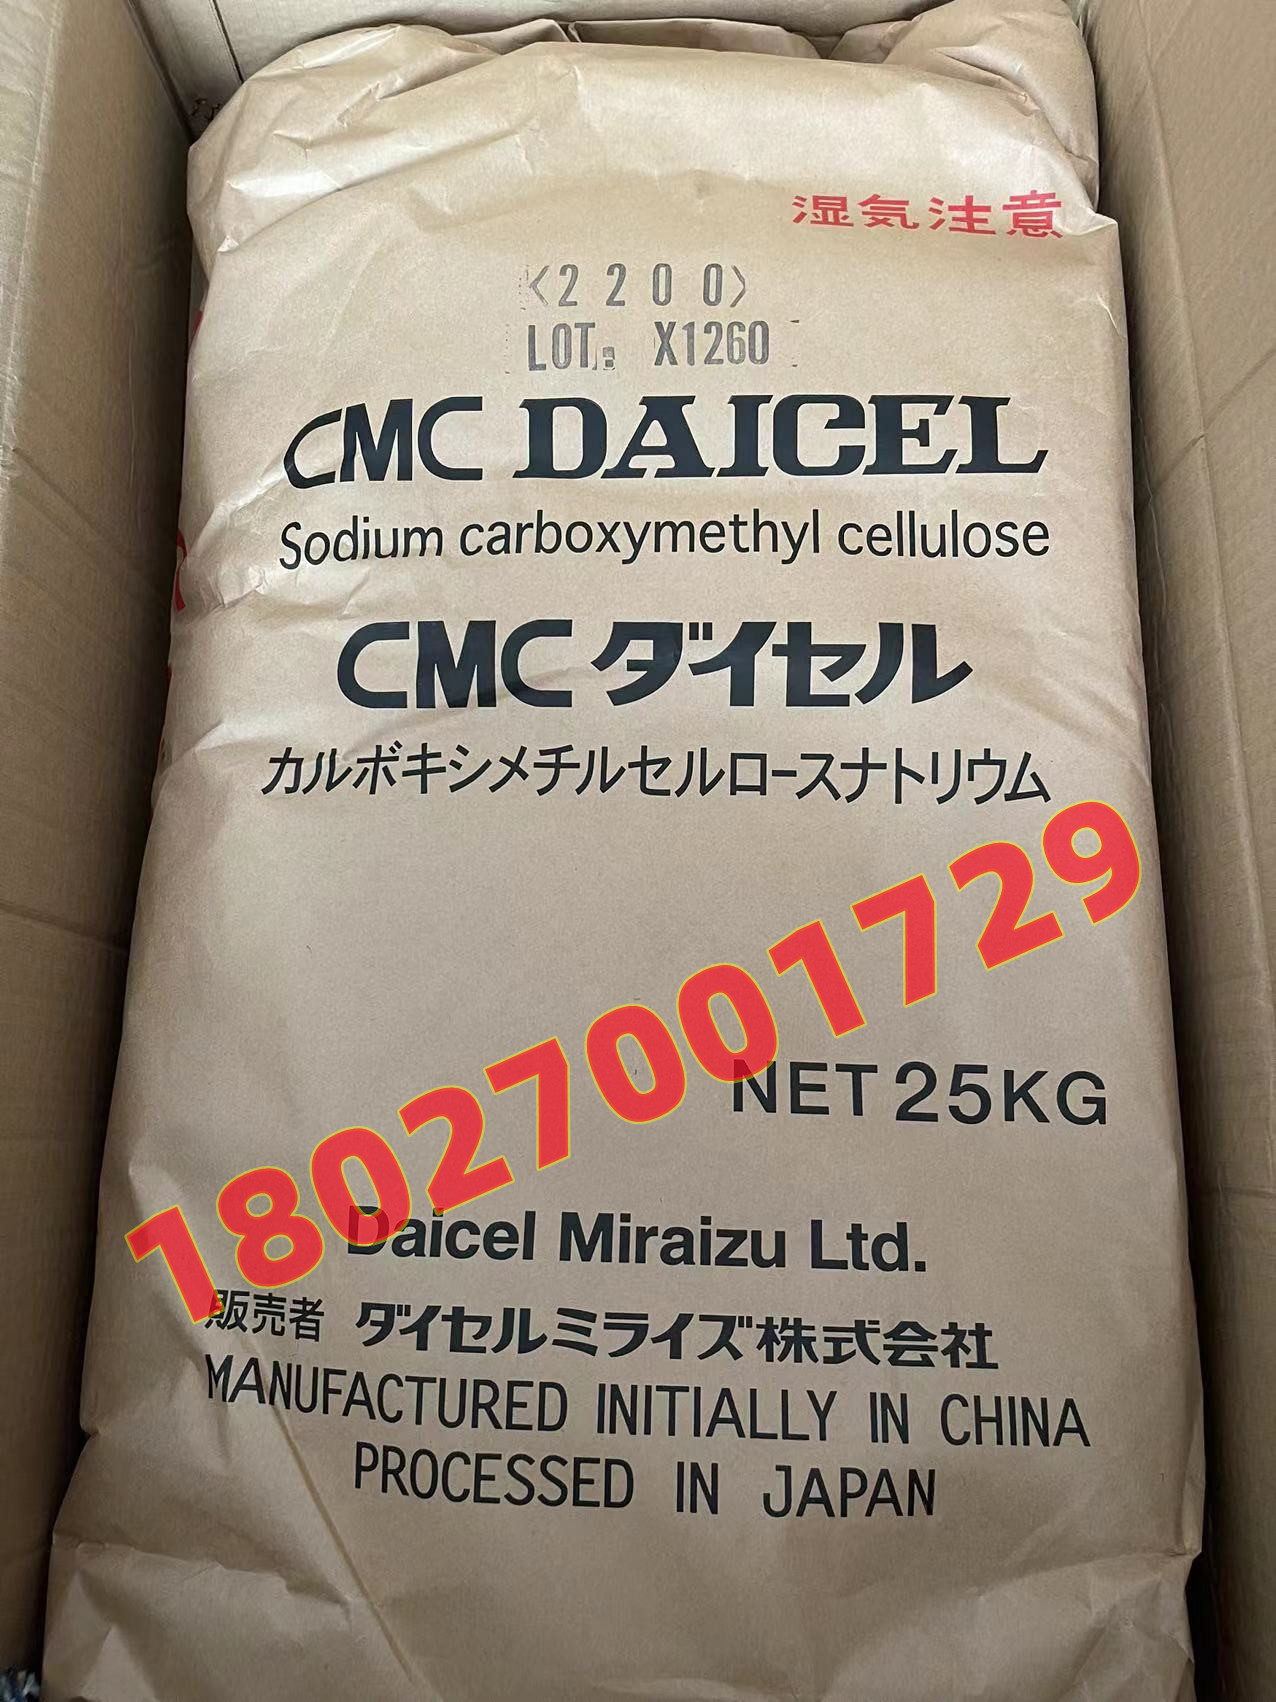 湿気注意
<2200>
LOT: X1260
CMC DAICEL
Sodium carboxymethyl cellulose
CMCダイセル
カルボキシメチルセルロースナトリウム
18027001729
NET 25KG
Daicel Miraizu Ltd.
販売者 ダイセルミライズ株式会社
MANUFACTURED INITIALLY IN CHINA
PROCESSED IN JAPAN